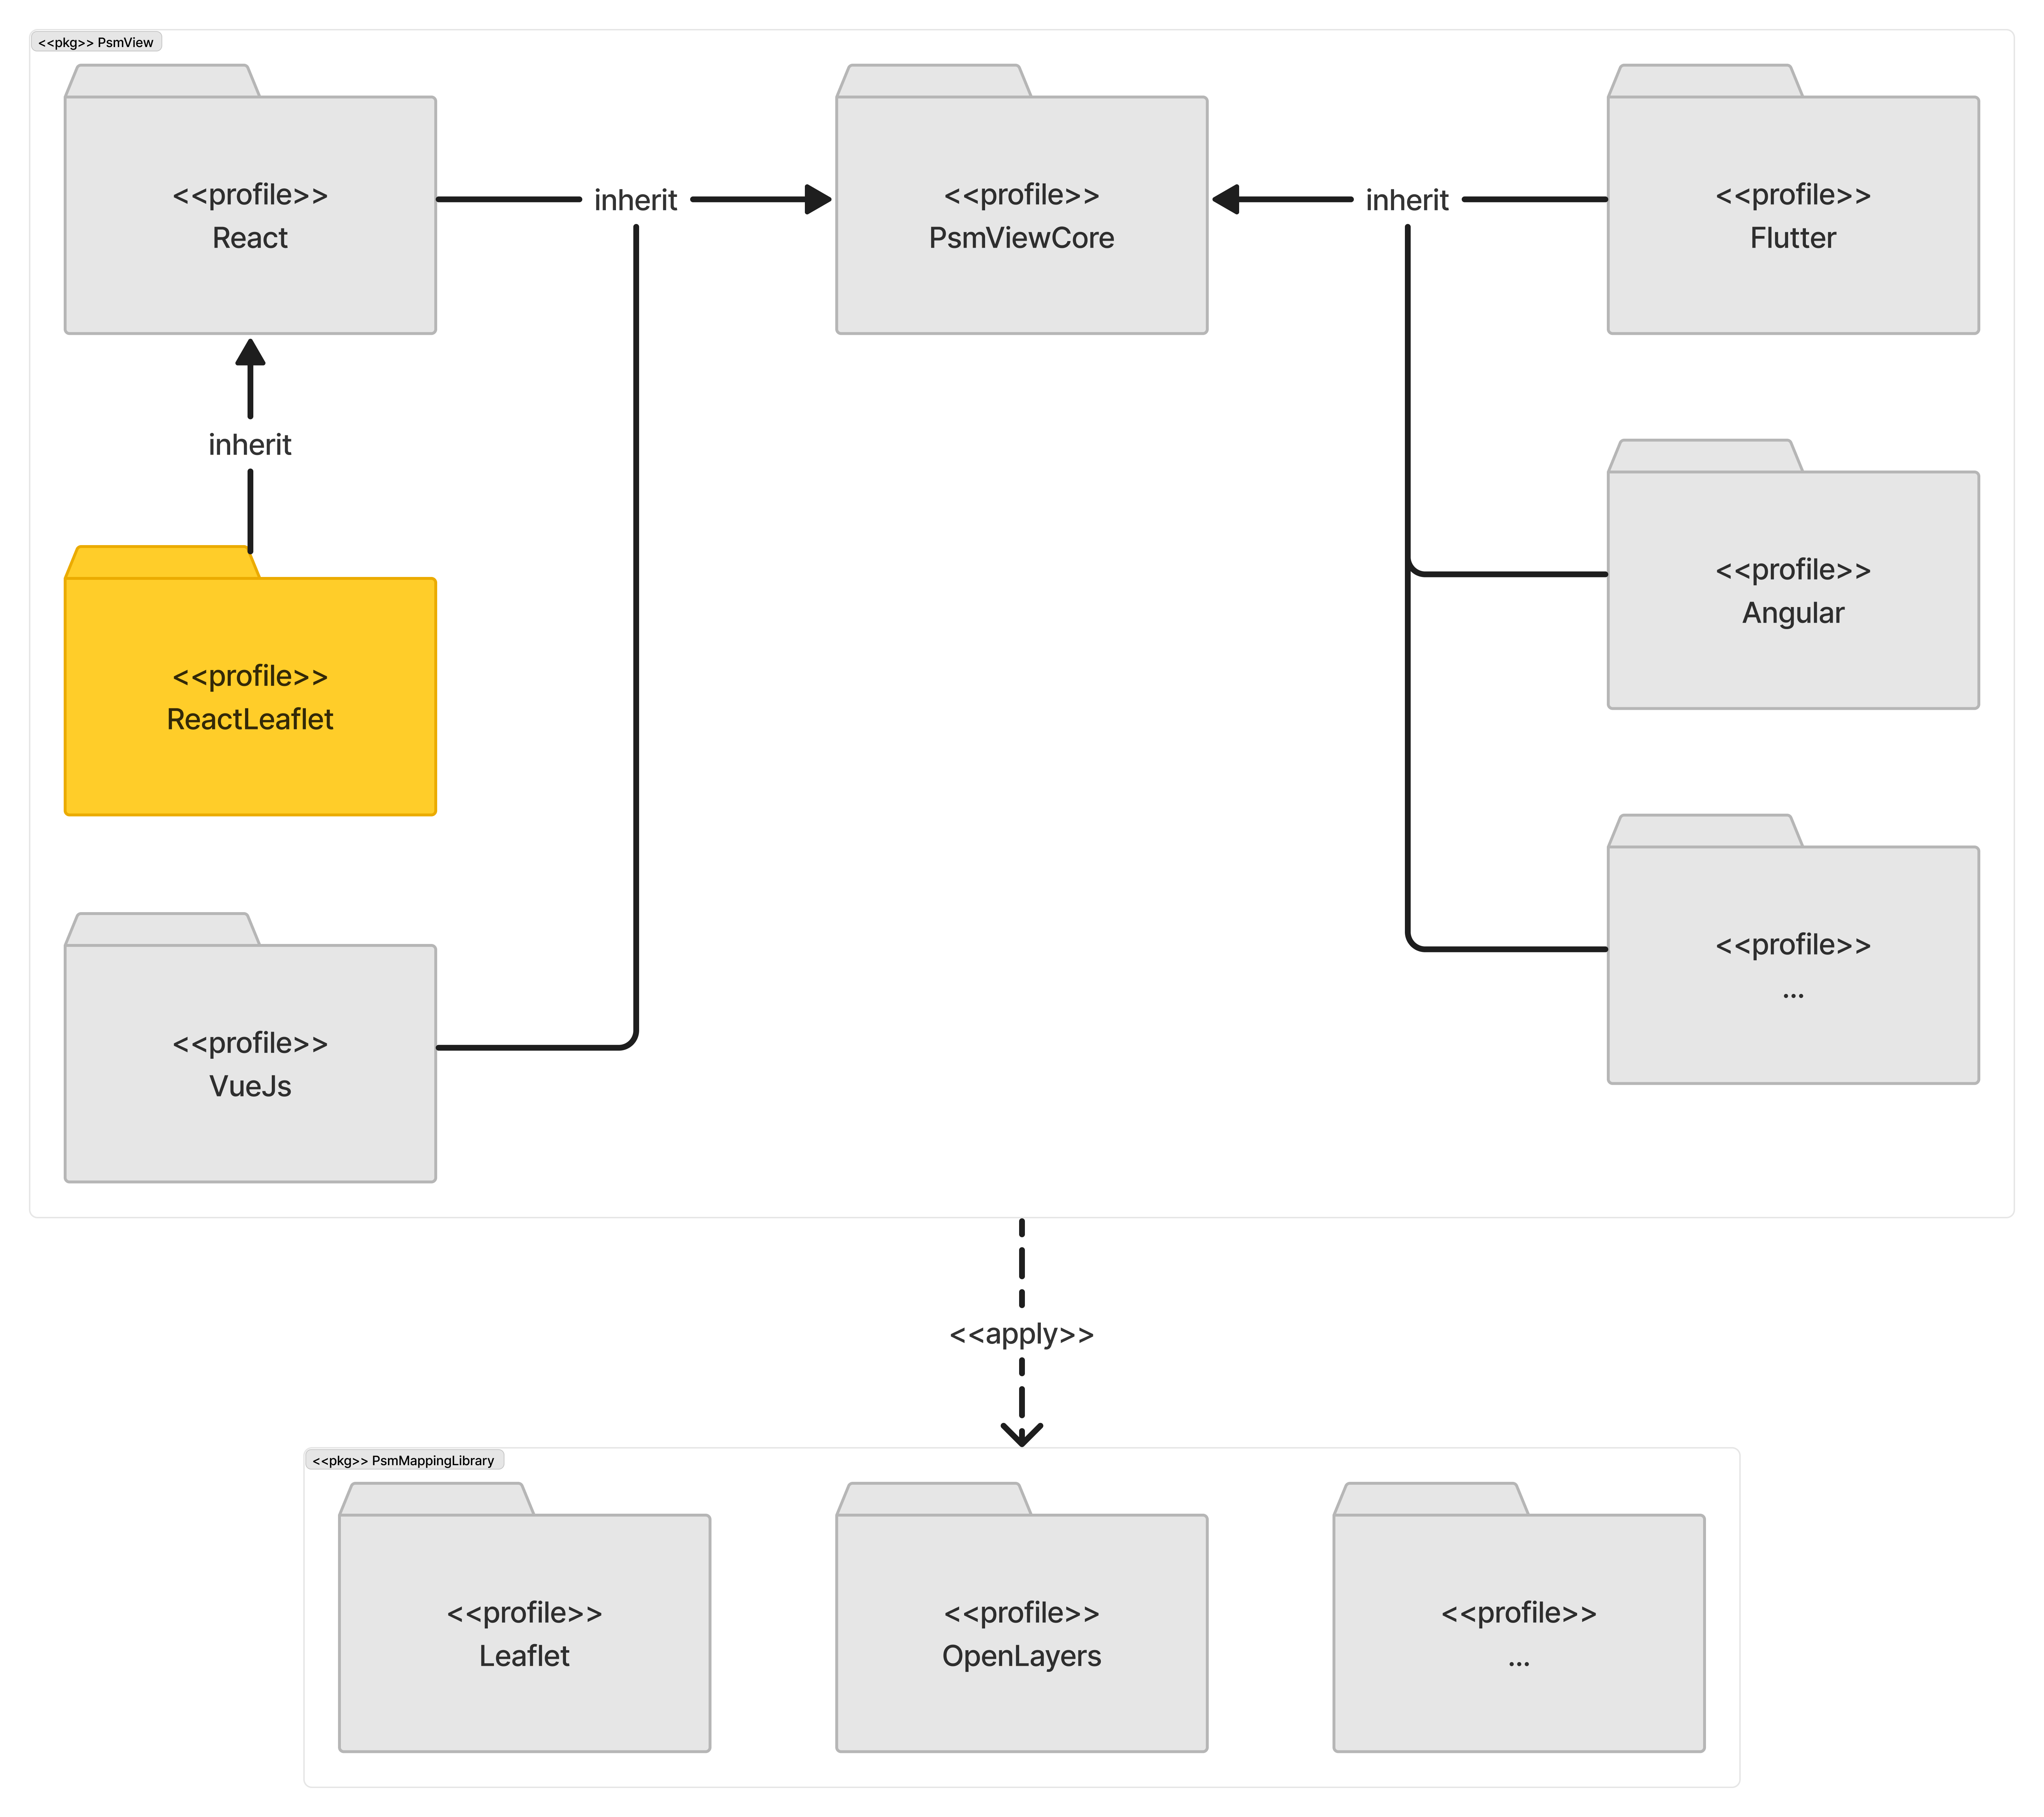 <<pkg>> PsmView
<<profile>>
React
inherit
<<profile>>
PsmViewCore
inherit
<<profile>>
Flutter
inherit
<<profile>>
Angular
<<profile>>
ReactLeaflet
<<profile>>
...
<<profile>>
VueJs
<<apply>>
<<pkg>> PsmMappingLibrary
<<profile>>
Leaflet
<<profile>>
OpenLayers
<<profile>>
...